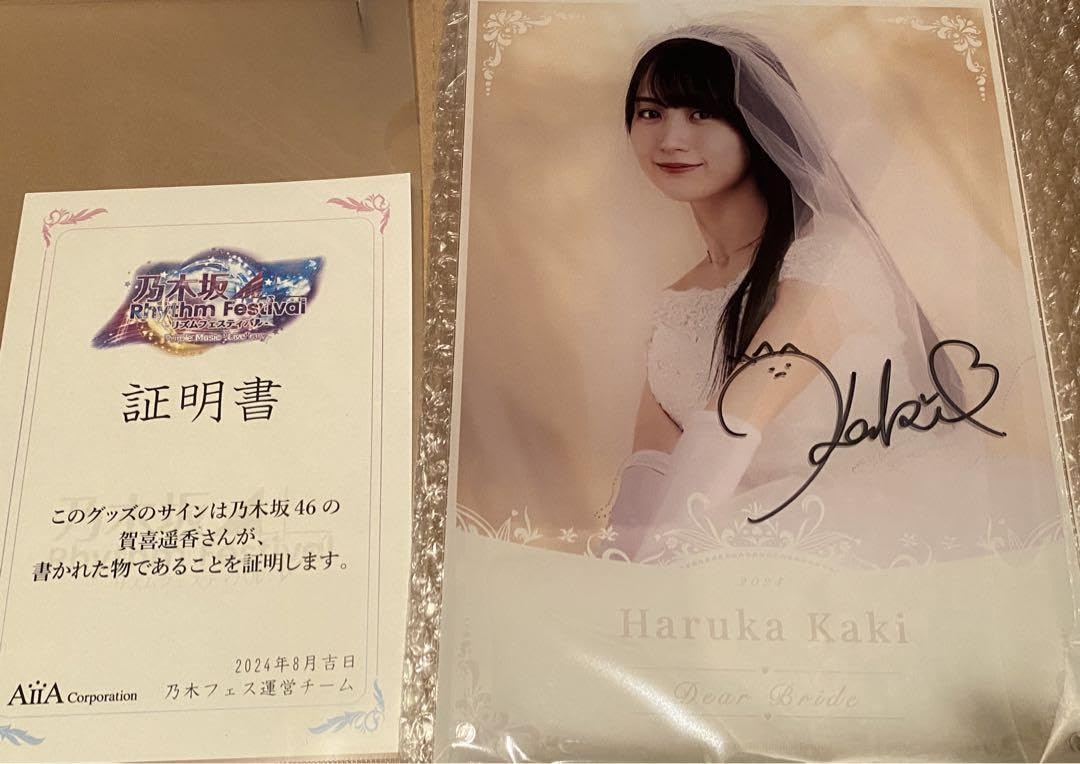 乃木坂
Rhythm Festival
リズムフェスティバル
証明書
このグッズのサインは乃木坂46の
賀喜遥香さんが、
書かれた物であることを証明します。
2024年8月吉日
AiiA Corporation
乃木フェス運営チーム
Kaki
2024
Haruka Kaki
Dear Bride